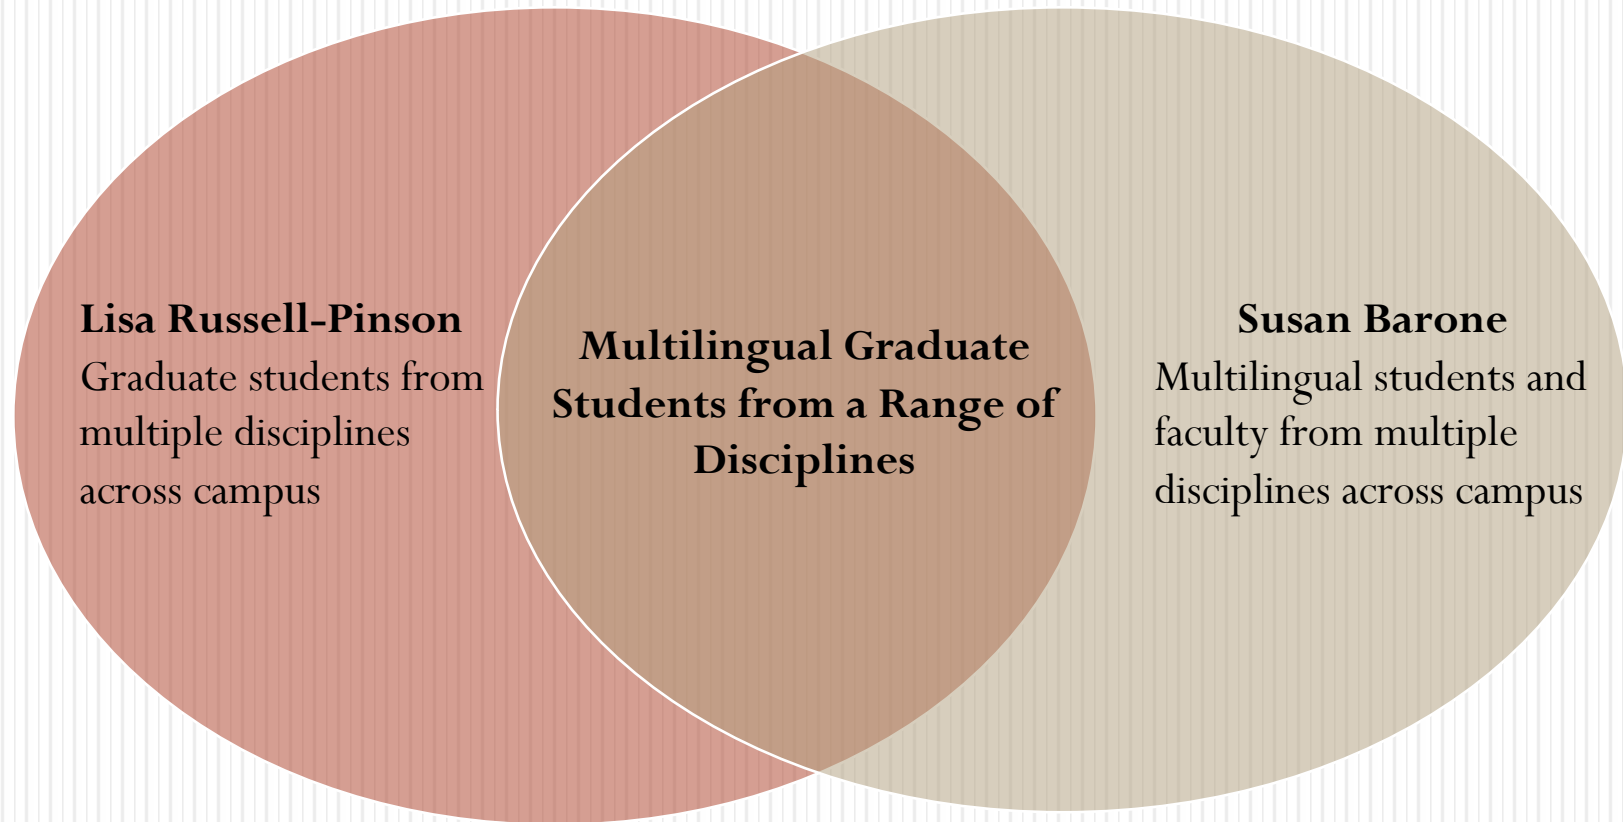 Lisa Russell-Pinson
Graduate students from
multiple disciplines
across campus
Multilingual Graduate
Students from a Range of
Disciplines
Susan Barone
Multilingual students and
faculty from multiple
disciplines across campus